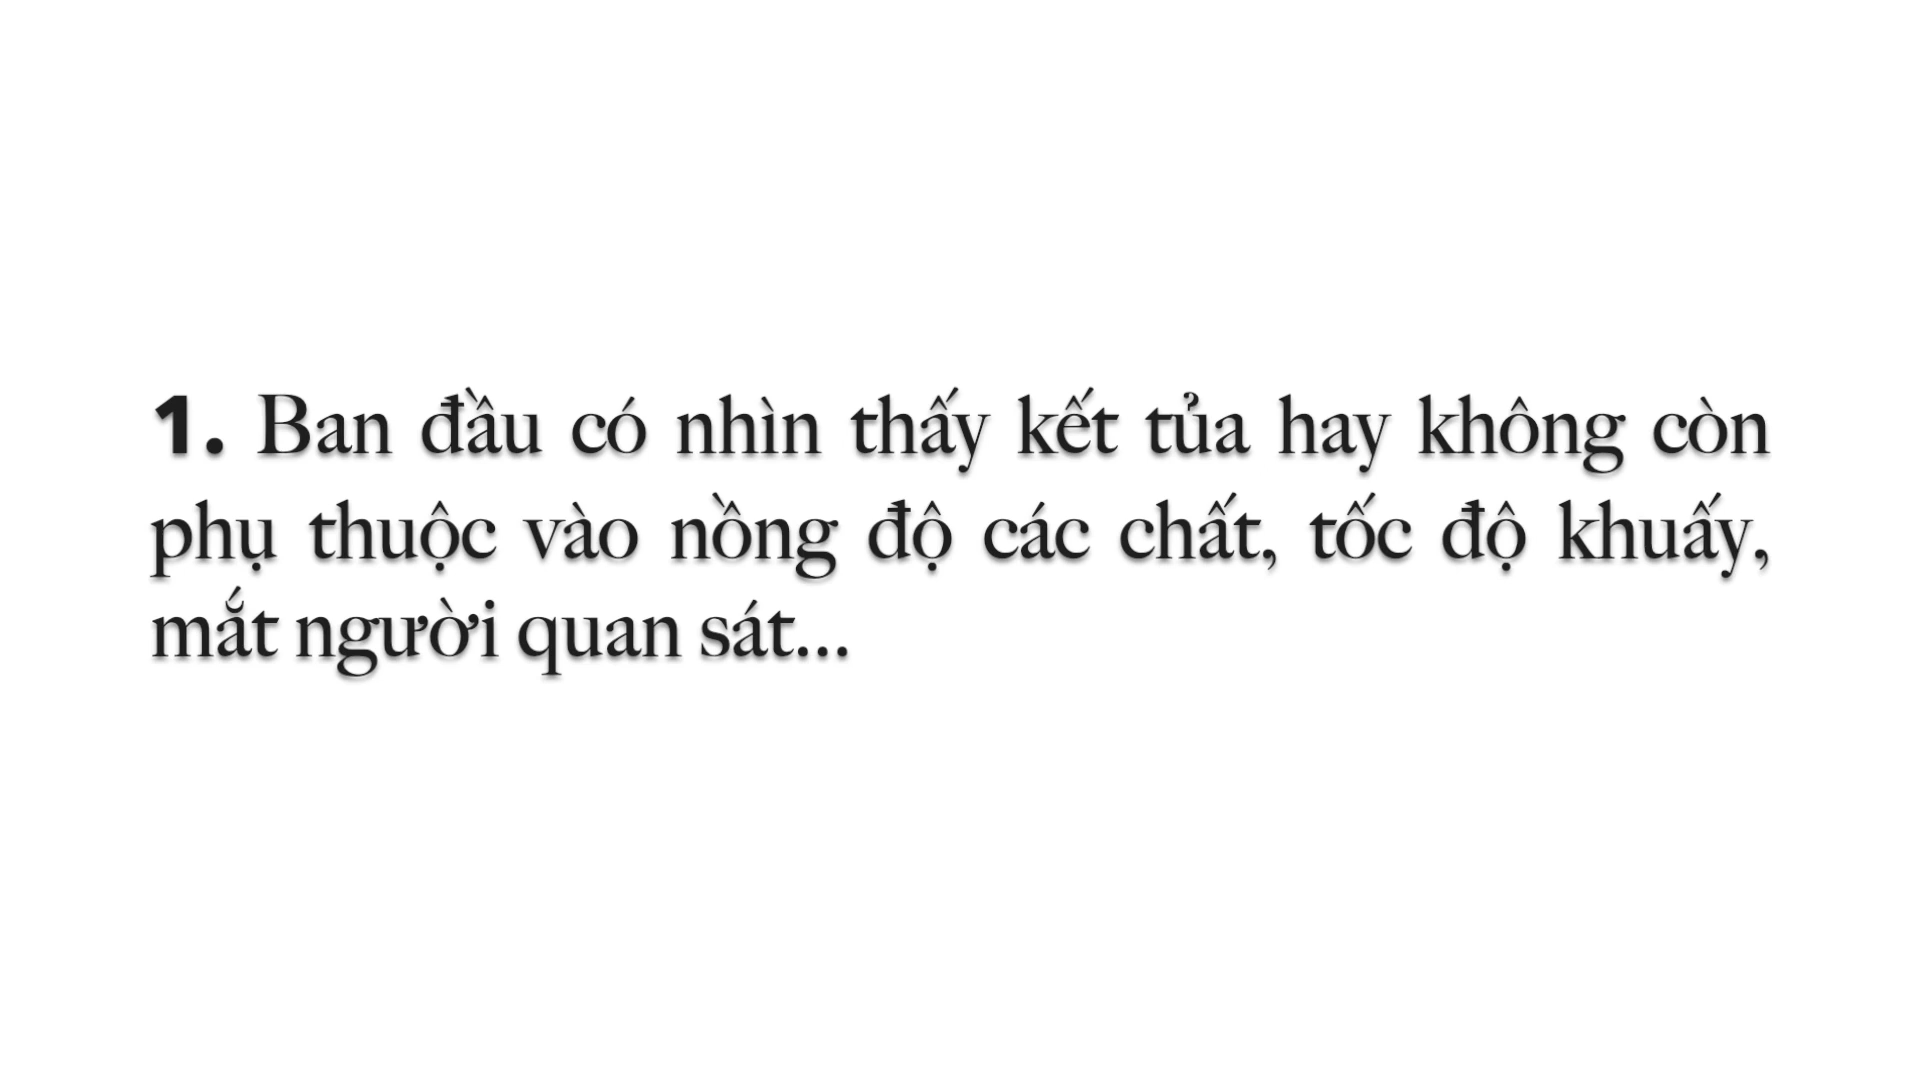 1. Ban đầu có nhìn thấy kết tủa hay không còn
phụ thuộc vào nồng độ các chất, tốc độ khuấy,
mắt người quan sát...